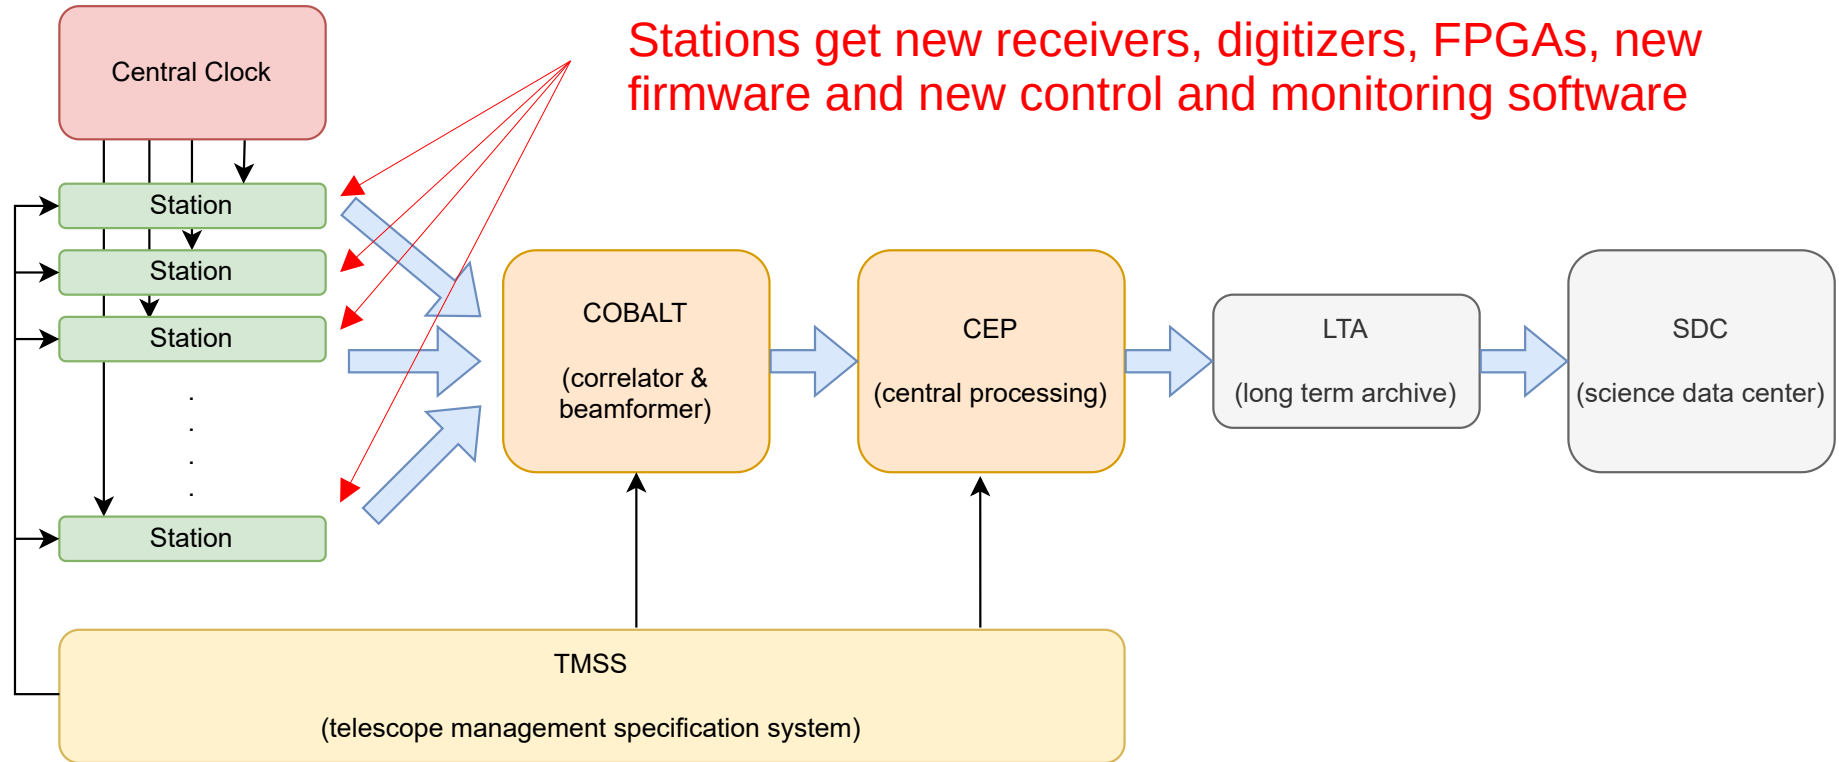 Stations get new receivers, digitizers, FPGAs, new
firmware and new control and monitoring software
Central Clock
Station
Station
Station
.
.
.
.
Station
COBALT
(correlator &
beamformer)
CEP
(central processing)
LTA
(long term archive)
SDC
(science data center)
TMSS
(telescope management specification system)